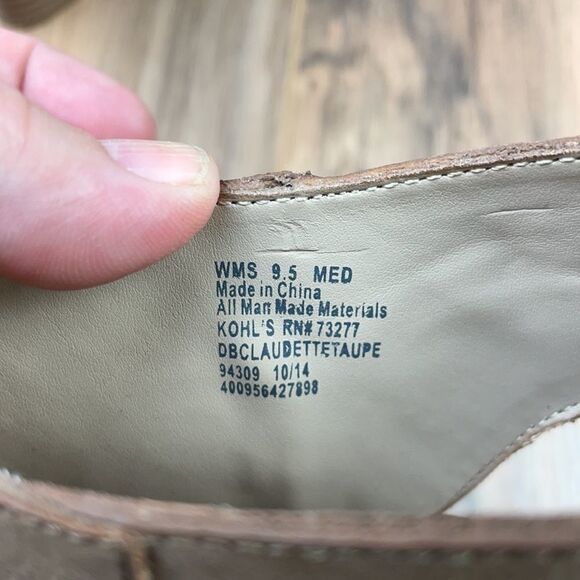 WMS 9.5 MED
Made in China
All Man Made Materials
KOHL'S RN# 73277
DBCLAUDETTETAUPE
94309 10/14
400956427898